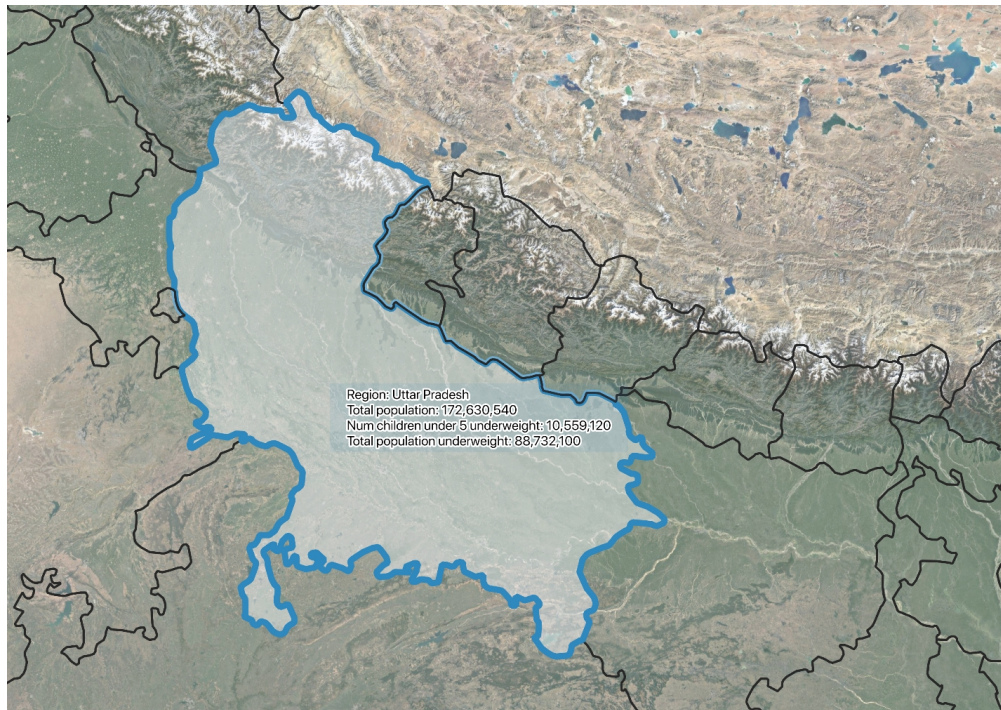 Region: Uttar Pradesh
Total population: 172,630,540
Num children under 5 underweight: 10,559,120
Total population underweight: 88,732,100